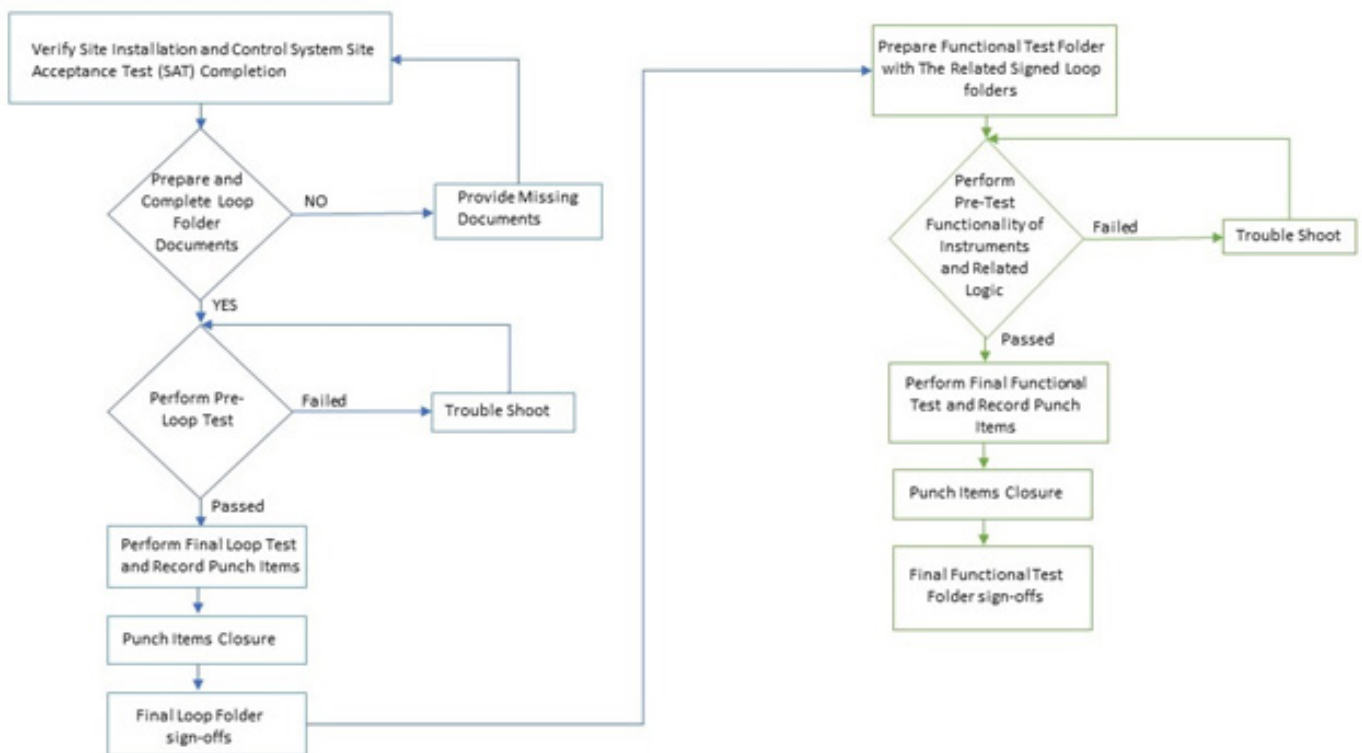 Verify Site Installation and Control System Site
Acceptance Test (SAT) Completion
Prepare and
Complete Loop
Folder
Documents
NO
Provide Missing
Documents
YES
Perform Pre-
Loop Test
Failed
Trouble Shoot
Passed
Perform Final Loop Test
and Record Punch Items
Punch Items Closure
Final Loop Folder
sign-offs
Prepare Functional Test Folder
with The Related Signed Loop
folders
Perform
Pre-Test
Functionality of
Instruments
and Related
Logic
Failed
Trouble Shoot
Passed
Perform Final Functional
Test and Record Punch
Items
Punch Items Closure
Final Functional Test
Folder sign-offs